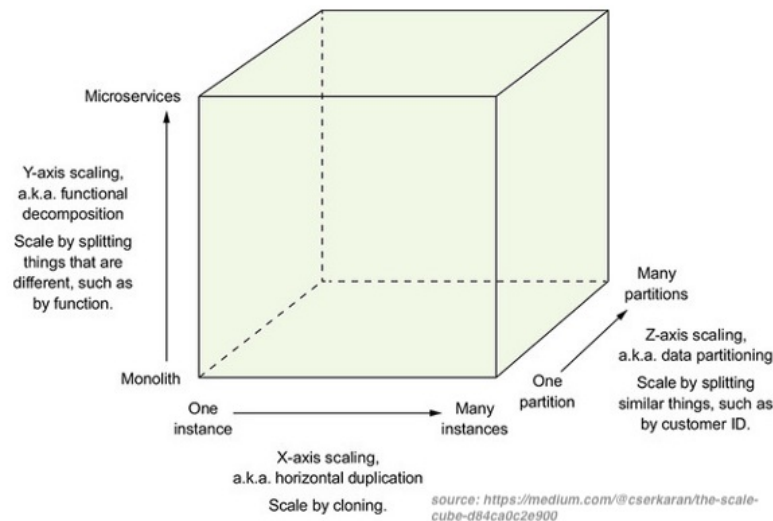 Microservices
Y-axis scaling,
a.k.a. functional
decomposition
Scale by splitting
things that are
different, such as
by function.
Monolith
One
instance
Many
instances
X-axis scaling,
a.k.a. horizontal duplication
Scale by cloning.
One
partition
Many
partitions
Z-axis scaling,
a.k.a. data partitioning
Scale by splitting
similar things, such as
by customer ID.
source: https://medium.com/@cserkaran/the-scale-
cube-d84ca0c2e900